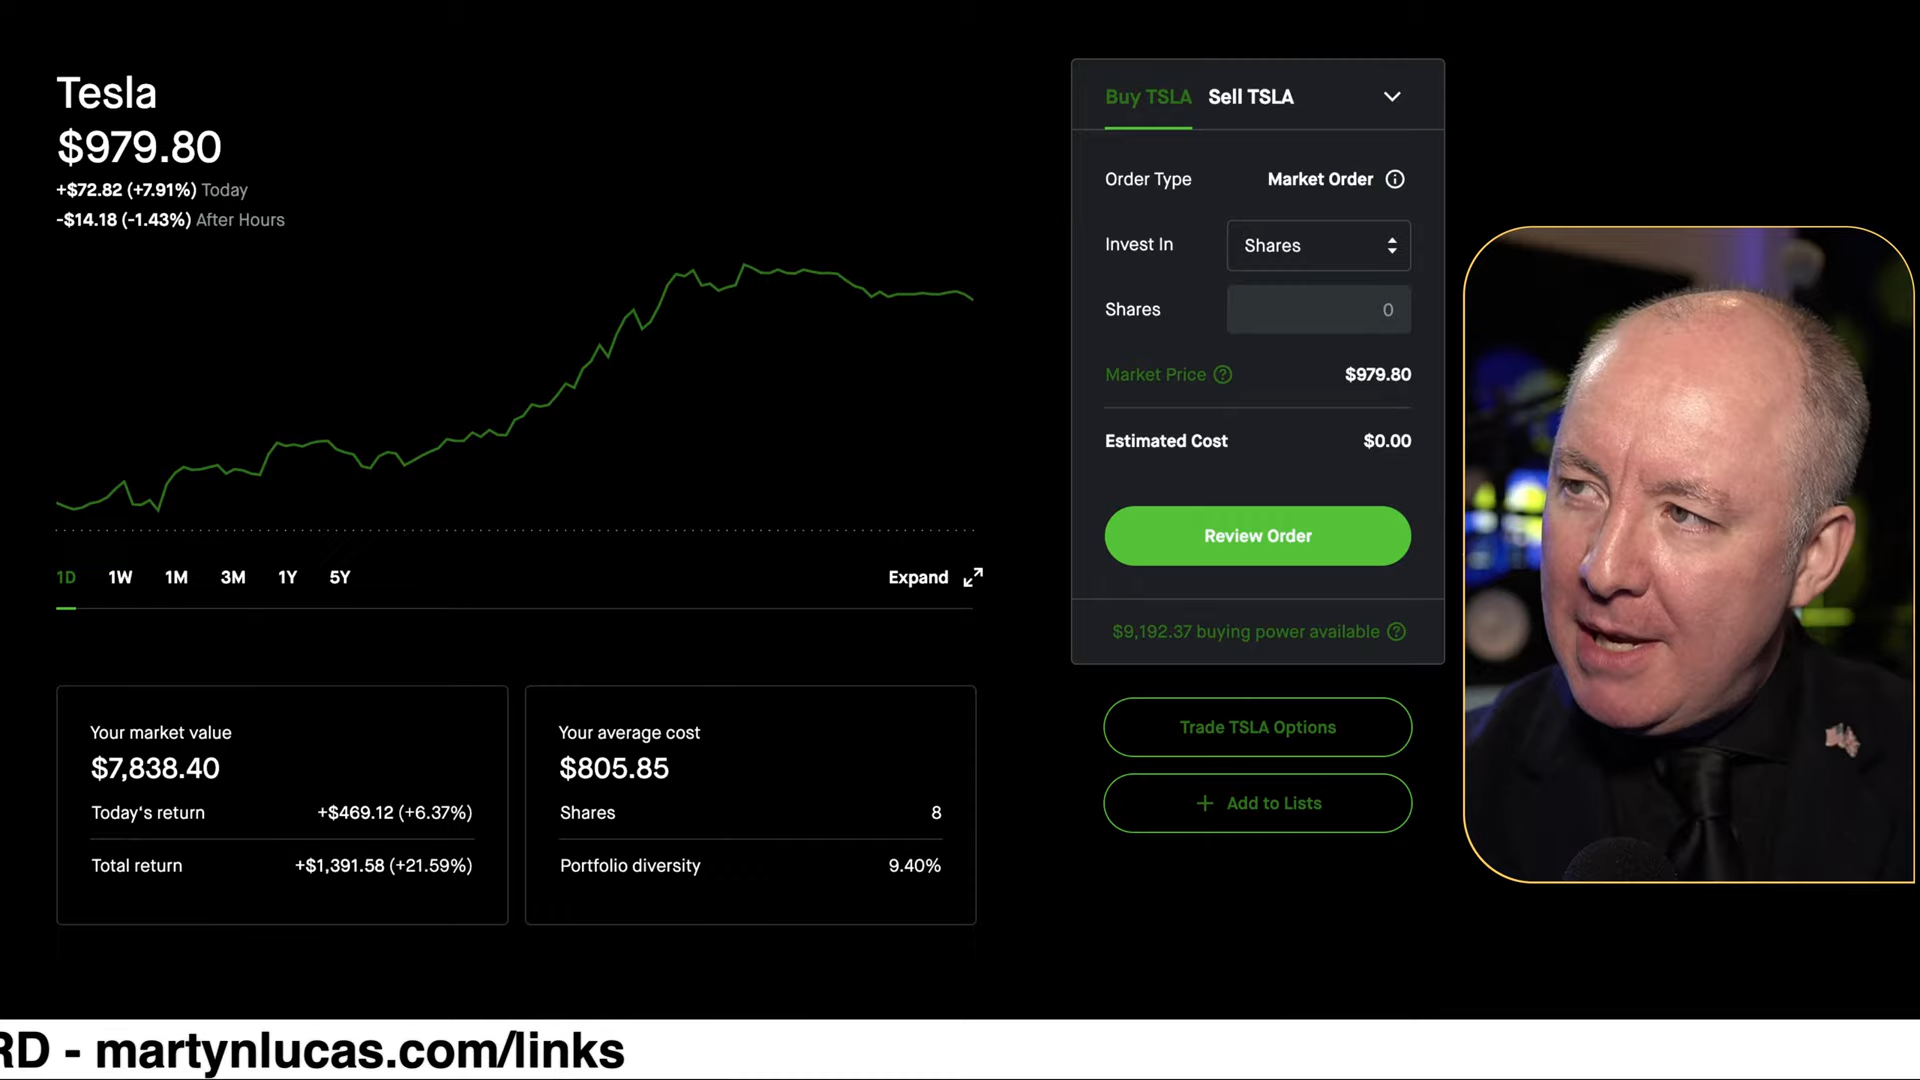 Tesla
$979.80
+$72.82 (+7.91%) Today
-$14.18 (-1.43%) After Hours
1D 1W 1M 3M 1Y 5Y Expand
Your market value
$7,838.40
Today's return +$469.12 (+6.37%)
Total return +$1,391.58 (+21.59%)
Your average cost
$805.85
Shares 8
Portfolio diversity 9.40%
Buy TSLA Sell TSLA
Order Type Market Order
Invest In Shares
Shares 0
Market Price $979.80
Estimated Cost $0.00
Review Order
$9,192.37 buying power available
Trade TSLA Options
+ Add to Lists
RD - martynlucas.com/links